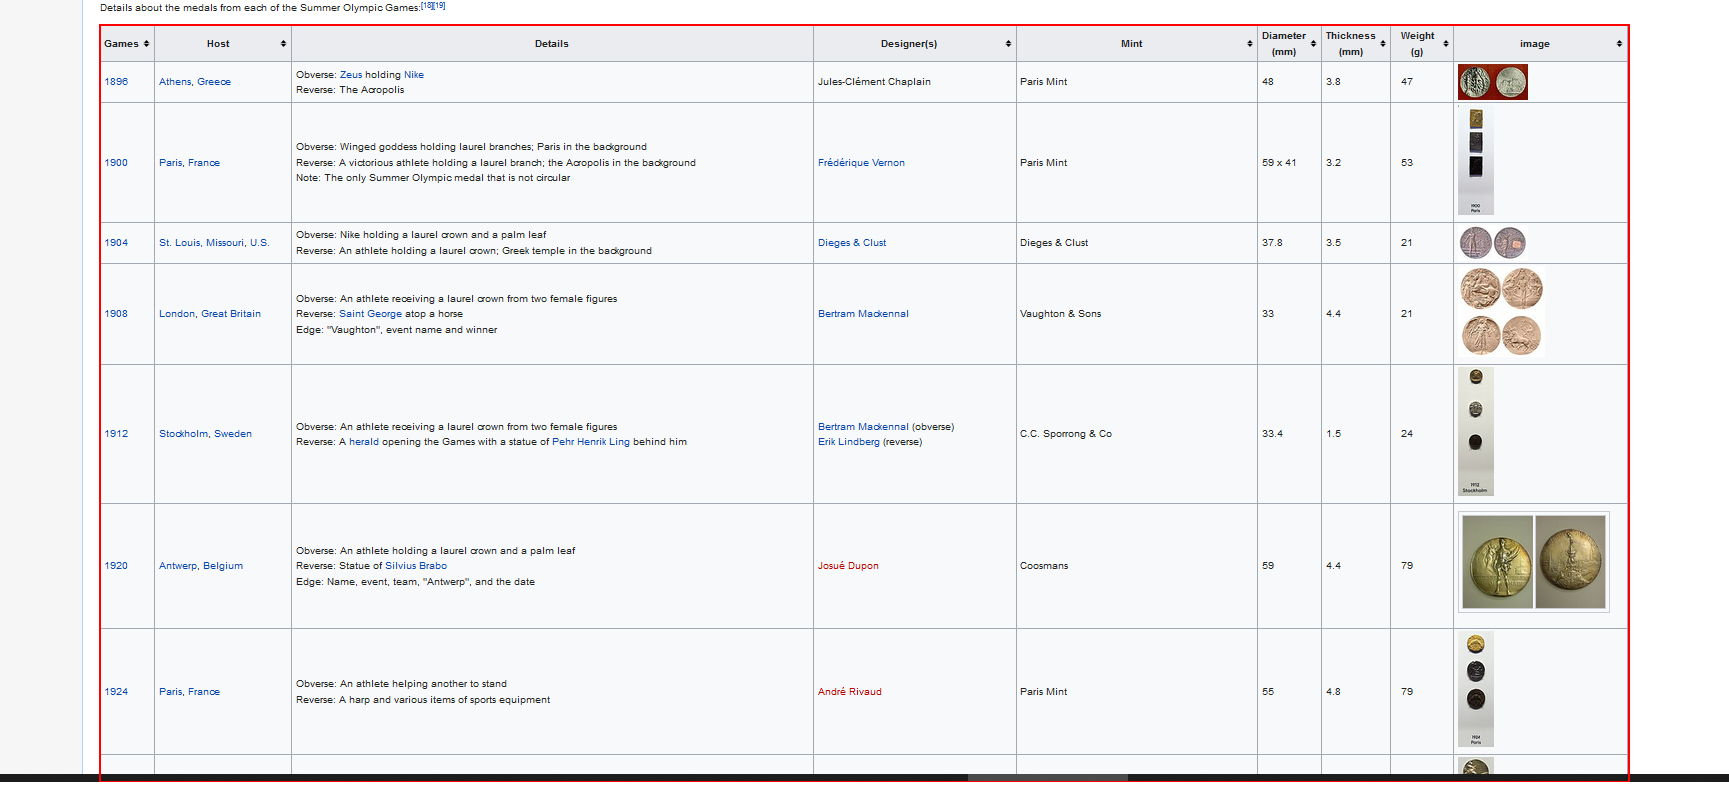 Details about the medals from each of the Summer Olympic Games:[18][19]
Games Host Details Designer(s) Mint Diameter (mm) Thickness (mm) Weight (g) image
1896 Athens, Greece Obverse: Zeus holding Nike
Reverse: The Acropolis Jules-Clément Chaplain Paris Mint 48 3.8 47
1900 Paris, France Obverse: Winged goddess holding laurel branches; Paris in the background
Reverse: A victorious athlete holding a laurel branch; the Acropolis in the background
Note: The only Summer Olympic medal that is not circular Frédérique Vernon Paris Mint 59 x 41 3.2 53
1900
Paris
1904 St. Louis, Missouri, U.S. Obverse: Nike holding a laurel crown and a palm leaf
Reverse: An athlete holding a laurel crown; Greek temple in the background Dieges & Clust Dieges & Clust 37.8 3.5 21
1908 London, Great Britain Obverse: An athlete receiving a laurel crown from two female figures
Reverse: Saint George atop a horse
Edge: "Vaughton", event name and winner Bertram Mackennal Vaughton & Sons 33 4.4 21
1912 Stockholm, Sweden Obverse: An athlete receiving a laurel crown from two female figures
Reverse: A herald opening the Games with a statue of Pehr Henrik Ling behind him Bertram Mackennal (obverse)
Erik Lindberg (reverse) C.C. Sporrong & Co 33.4 1.5 24
1912
Stockholm
1920 Antwerp, Belgium Obverse: An athlete holding a laurel crown and a palm leaf
Reverse: Statue of Silvius Brabo
Edge: Name, event, team, "Antwerp", and the date Josué Dupon Coosmans 59 4.4 79
1924 Paris, France Obverse: An athlete helping another to stand
Reverse: A harp and various items of sports equipment André Rivaud Paris Mint 55 4.8 79
1924
Paris